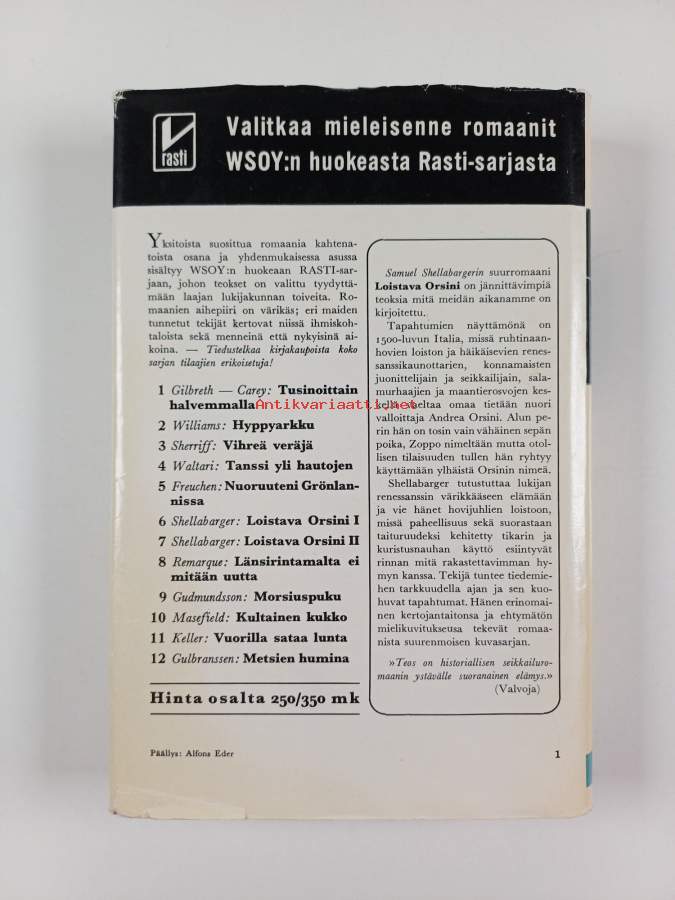 rasti
Valitkaa mieleisenne romaanit
WSOY:n huokeasta Rasti-sarjasta
Yksitoista suosittua romaania kahtena-
toista osana ja yhdenmukaisessa asussa
sisältyy WSOY:n huokeaan RASTI-sar-
jaan, johon teokset on valittu tyydyttä-
mään laajan lukijakunnan toiveita. Ro-
maanien aihepiiri on värikäs; eri maiden
tunnetut tekijät kertovat niissä ihmiskoh-
taloista sekä menneinä että nykyisinä ai-
koina. — Tiedustelkaa kirjakaupoista koko
sarjan tilaajien erikoisetuja!
1 Gilbreth — Carey: Tusinoittain
halvemmalla
2 Williams: Hyppyarkku
3 Sherriff: Vihreä veräjä
4 Waltari: Tanssi yli hautojen
5 Freuchen: Nuoruuteni Grönlan-
nissa
6 Shellabarger: Loistava Orsini I
7 Shellabarger: Loistava Orsini II
8 Remarque: Länsirintamalta ei
mitään uutta
9 Gudmundsson: Morsiuspuku
10 Masefield: Kultainen kukko
11 Keller: Vuorilla sataa lunta
12 Gulbranssen: Metsien humina
Hinta osalta 250/350 mk
Samuel Shellabargerin suurromaani
Loistava Orsini on jännittävimpiä
teoksia mitä meidän aikanamme on
kirjoitettu.
Tapahtumien näyttämönä on
1500-luvun Italia, missä ruhtinaan-
hovien loiston ja häikäisevien renes-
sanssikaunottarien, konnamaisten
juonittelijain ja seikkailijain, sala-
murhaajien ja maantierosvojen kes-
kellä vaeltaa omaa tietään nuori
valloittaja Andrea Orsini. Alun pe-
rin hän on tosin vain vähäinen sepän
poika, Zoppo nimeltään mutta otol-
lisen tilaisuuden tullen hän ryhtyy
käyttämään ylhäistä Orsinin nimeä.
Shellabarger tutustuttaa lukijan
renessanssin värikkääseen elämään
ja vie hänet hovijuhlien loistoon,
missä paheellisuus sekä suorastaan
taituruudeksi kehitetty tikarin ja
kuristusnauhan käyttö esiintyvät
rinnan mitä rakastettavimman hy-
myn kanssa. Tekijä tuntee tiedemie-
hen tarkkuudella ajan ja sen kuo-
huvat tapahtumat. Hänen erinomai-
nen kertojantaitonsa ja ehtymätön
mielikuvituksensa tekevät romaa-
nista suurenmoisen kuvasarjan.
»Teos on historiallisen seikkailuro-
maanin ystävälle suoranainen elämys.»
(Valvoja)
Päällys: Alfons Eder
1
Antikvariaatti.net